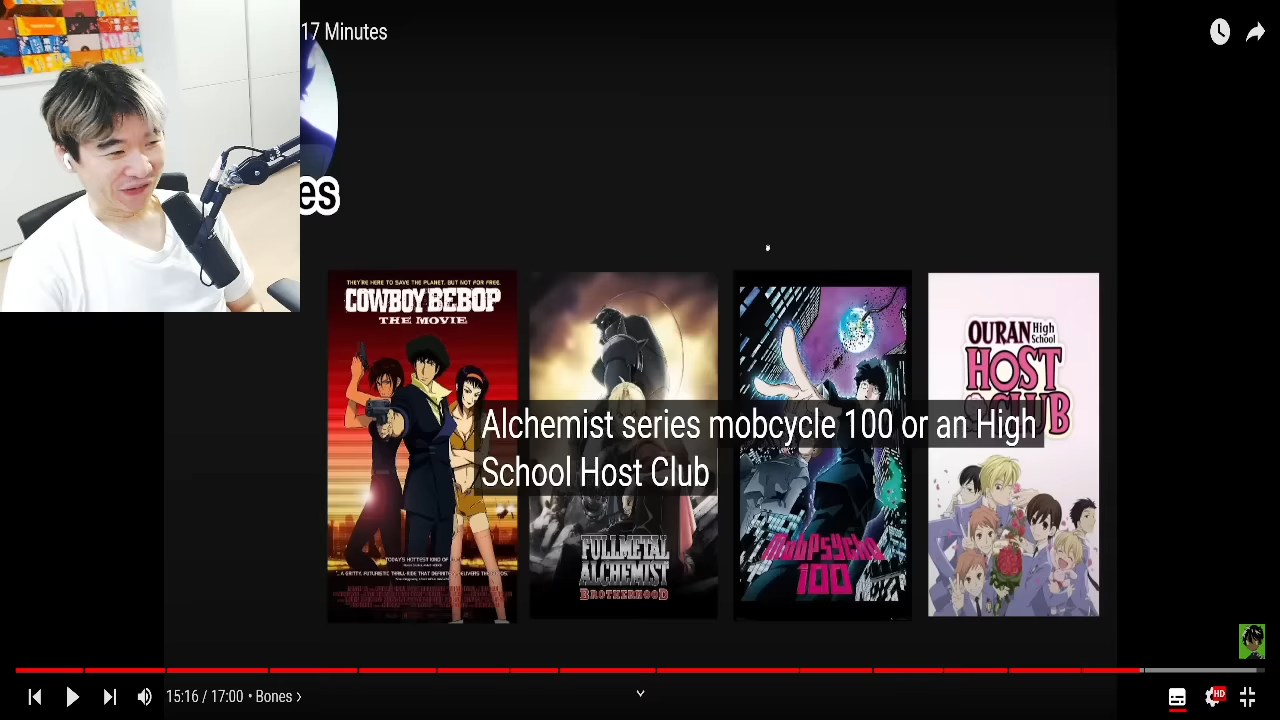 17 Minutes
es
THEY'RE HERE TO SAVE THE PLANET. BUT NOT FOR FREE.
COWBOY BEBOP
THE MOVIE
OURAN High School
HOST
CLUB
Alchemist series mobcycle 100 or an High
School Host Club
FULLMETAL
ALCHEMIST
BROTHERHOOD
MobPsycho
100
15:16 / 17:00 • Bones ›
HD